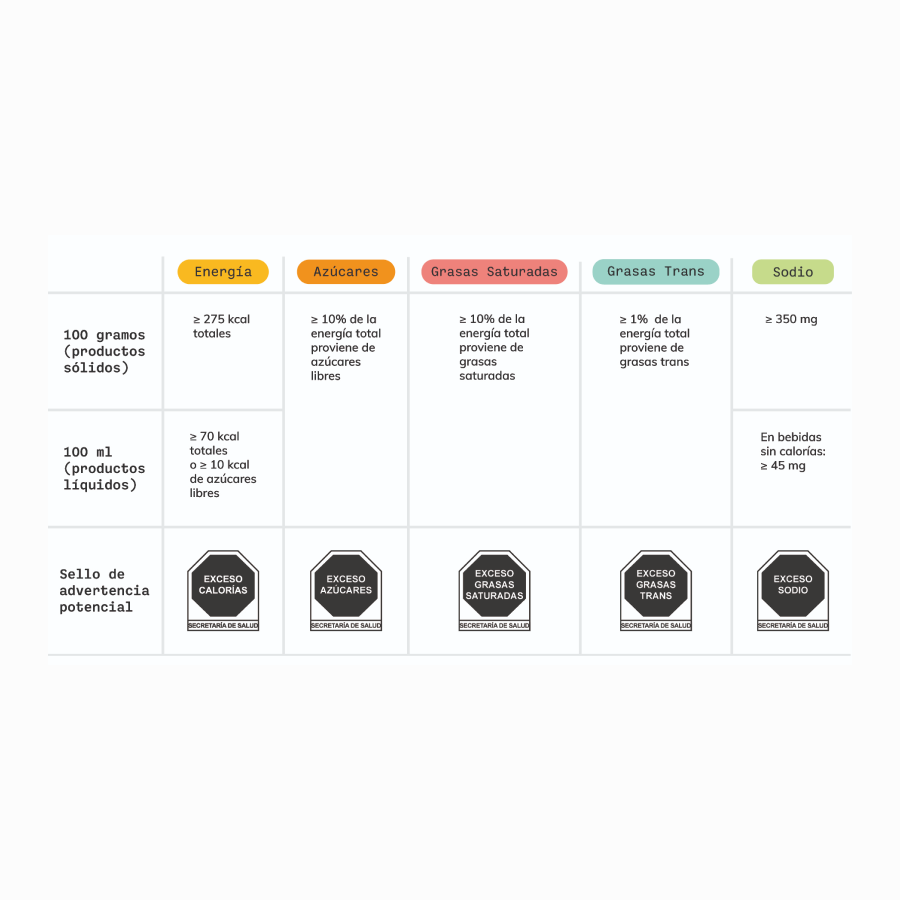 Energía
Azúcares
Grasas Saturadas
Grasas Trans
Sodio
100 gramos
(productos
sólidos)
≥ 275 kcal
totales
≥ 10% de la
energía total
proviene de
azúcares
libres
≥ 10% de la
energía total
proviene de
grasas
saturadas
≥ 1% de la
energía total
proviene de
grasas trans
≥ 350 mg
100 ml
(productos
líquidos)
≥ 70 kcal
totales
o ≥ 10 kcal
de azúcares
libres
En bebidas
sin calorías:
≥ 45 mg
Sello de
advertencia
potencial
EXCESO
CALORÍAS
SECRETARÍA DE SALUD
EXCESO
AZÚCARES
SECRETARÍA DE SALUD
EXCESO
GRASAS
SATURADAS
SECRETARÍA DE SALUD
EXCESO
GRASAS
TRANS
SECRETARÍA DE SALUD
EXCESO
SODIO
SECRETARÍA DE SALUD